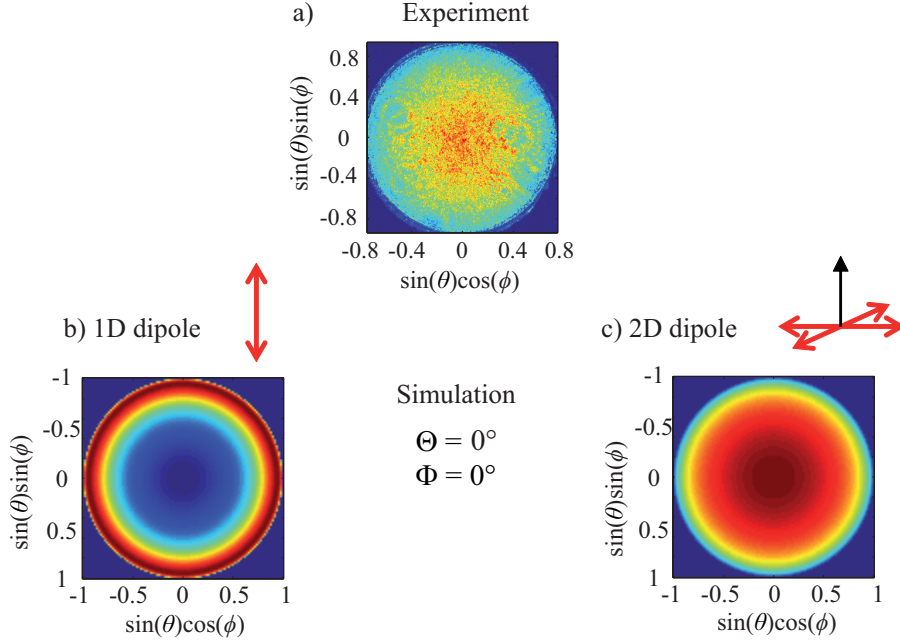 a) Experiment
sin(θ)sin(ϕ)
0.8
0.4
0
-0.4
-0.8
-0.8 -0.4 0 0.4 0.8
sin(θ)cos(ϕ)
b) 1D dipole
sin(θ)sin(ϕ)
-1
-0.5
0
0.5
1
-1 -0.5 0 0.5 1
sin(θ)cos(ϕ)
Simulation
Θ = 0°
Φ = 0°
c) 2D dipole
sin(θ)sin(ϕ)
-1
-0.5
0
0.5
1
-1 -0.5 0 0.5 1
sin(θ)cos(ϕ)